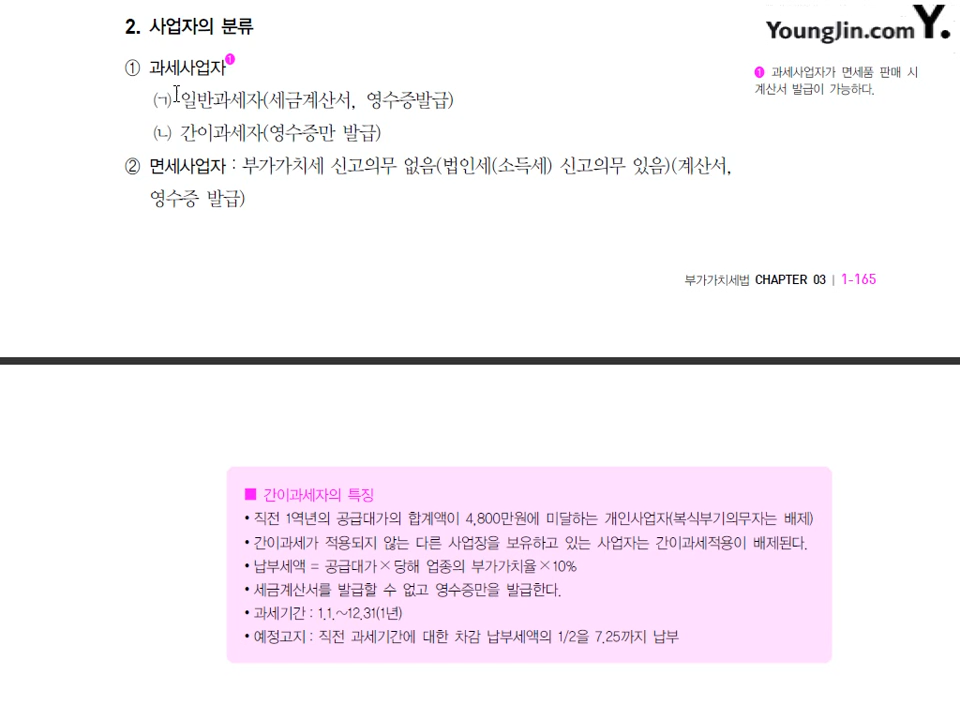 2. 사업자의 분류
YoungJin.com Y.
① 과세사업자❶
❶ 과세사업자가 면세품 판매 시
계산서 발급이 가능하다.
(ㄱ) 일반과세자(세금계산서, 영수증발급)
(ㄴ) 간이과세자(영수증만 발급)
② 면세사업자 : 부가가치세 신고의무 없음(법인세(소득세) 신고의무 있음)(계산서,
영수증 발급)
부가가치세법 CHAPTER 03 | 1-165
■ 간이과세자의 특징
• 직전 1역년의 공급대가의 합계액이 4,800만원에 미달하는 개인사업자(복식부기의무자는 배제)
• 간이과세가 적용되지 않는 다른 사업장을 보유하고 있는 사업자는 간이과세적용이 배제된다.
• 납부세액 = 공급대가×당해 업종의 부가가치율×10%
• 세금계산서를 발급할 수 없고 영수증만을 발급한다.
• 과세기간 : 1.1.~12.31(1년)
• 예정고지 : 직전 과세기간에 대한 차감 납부세액의 1/2을 7.25까지 납부